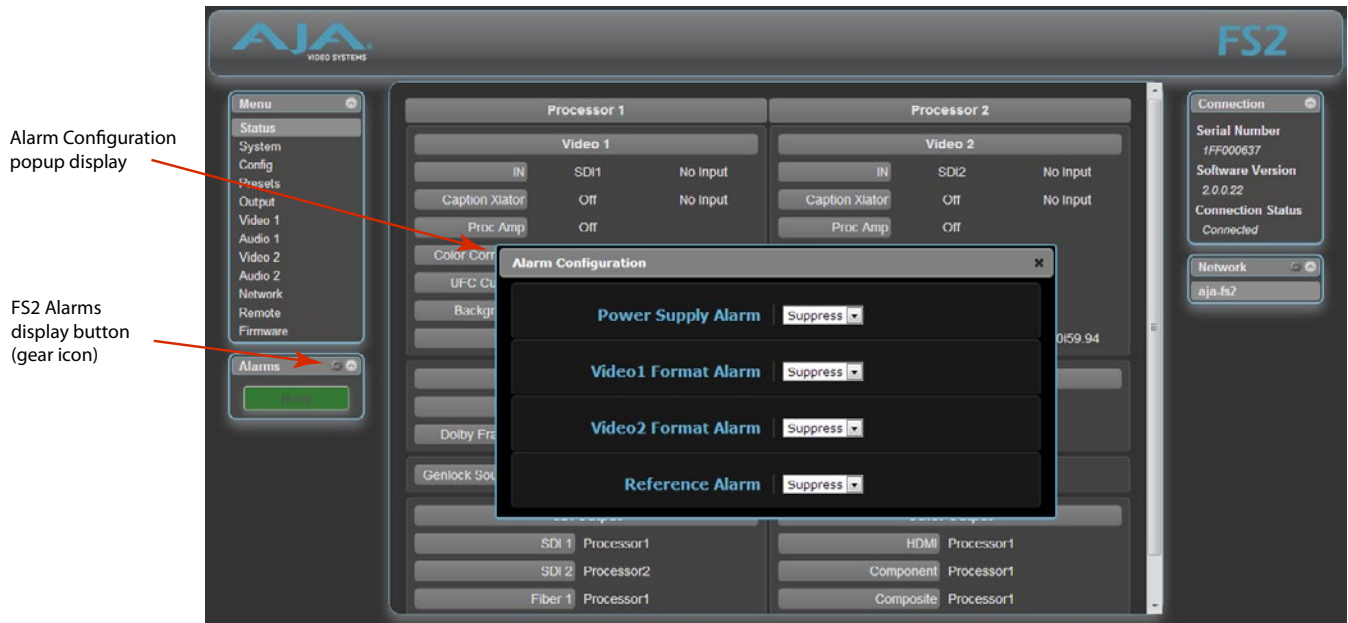 AJA
VIDEO SYSTEMS
FS2
Alarm Configuration
popup display
FS2 Alarms
display button
(gear icon)
Menu
Status
System
Config
Presets
Output
Video 1
Audio 1
Video 2
Audio 2
Network
Remote
Firmware
Alarms
None
Processor 1
Processor 2
Video 1
Video 2
IN SDI1 No Input
IN SDI2 No Input
Caption Xlator Off No Input
Caption Xlator Off No Input
Proc Amp Off
Proc Amp Off
Color Corr
UFC Cu
Backgr
0i59.94
Dolby Fra
Genlock Sou
Alarm Configuration
Power Supply Alarm Suppress
Video1 Format Alarm Suppress
Video2 Format Alarm Suppress
Reference Alarm Suppress
SDI 1 Processor1
SDI 2 Processor2
Fiber 1 Processor1
HDMI Processor1
Component Processor1
Composite Processor1
Connection
Serial Number
1FF000637
Software Version
2.0.0.22
Connection Status
Connected
Network
aja-fs2